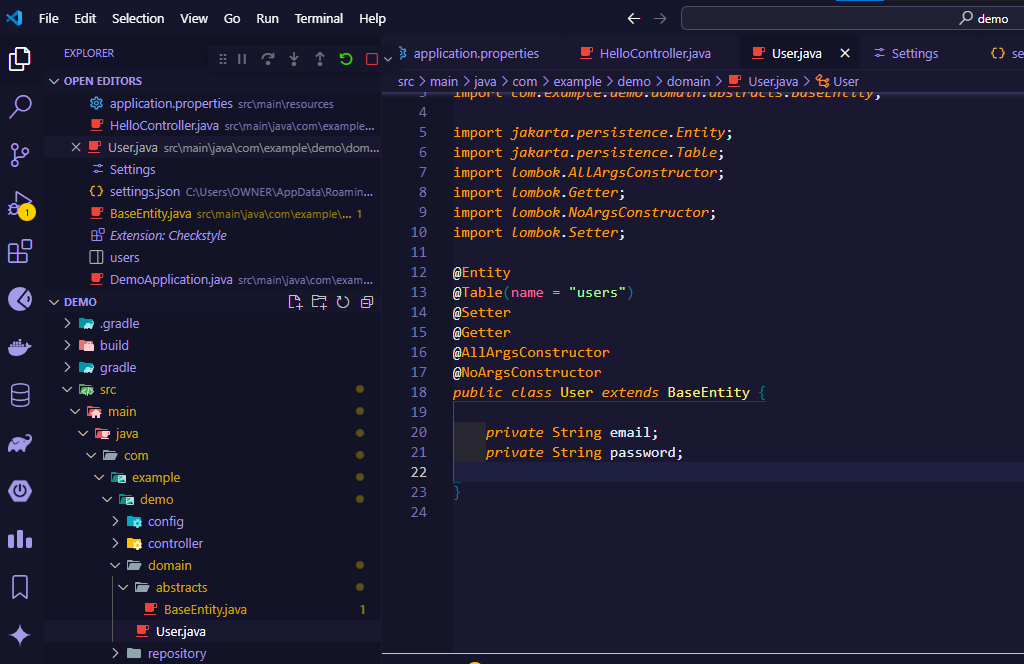 File Edit Selection View Go Run Terminal Help
demo
EXPLORER
OPEN EDITORS
application.properties src\main\resources
HelloController.java src\main\java\com\example...
User.java src\main\java\com\example\demo\dom...
Settings
settings.json C:\Users\OWNER\AppData\Roamin...
BaseEntity.java src\main\java\com\example\... 1
Extension: Checkstyle
users
DemoApplication.java src\main\java\com\exam...
DEMO
.gradle
build
gradle
src
main
java
com
example
demo
config
controller
domain
abstracts
BaseEntity.java 1
User.java
repository
1
application.properties HelloController.java User.java Settings se
src > main > java > com > example > demo > domain > User.java > User
3 import com.example.demo.domain.abstracts.BaseEntity;
4
5 import jakarta.persistence.Entity;
6 import jakarta.persistence.Table;
7 import lombok.AllArgsConstructor;
8 import lombok.Getter;
9 import lombok.NoArgsConstructor;
10 import lombok.Setter;
11
12 @Entity
13 @Table(name = "users")
14 @Setter
15 @Getter
16 @AllArgsConstructor
17 @NoArgsConstructor
18 public class User extends BaseEntity {
19
20 private String email;
21 private String password;
22
23 }
24